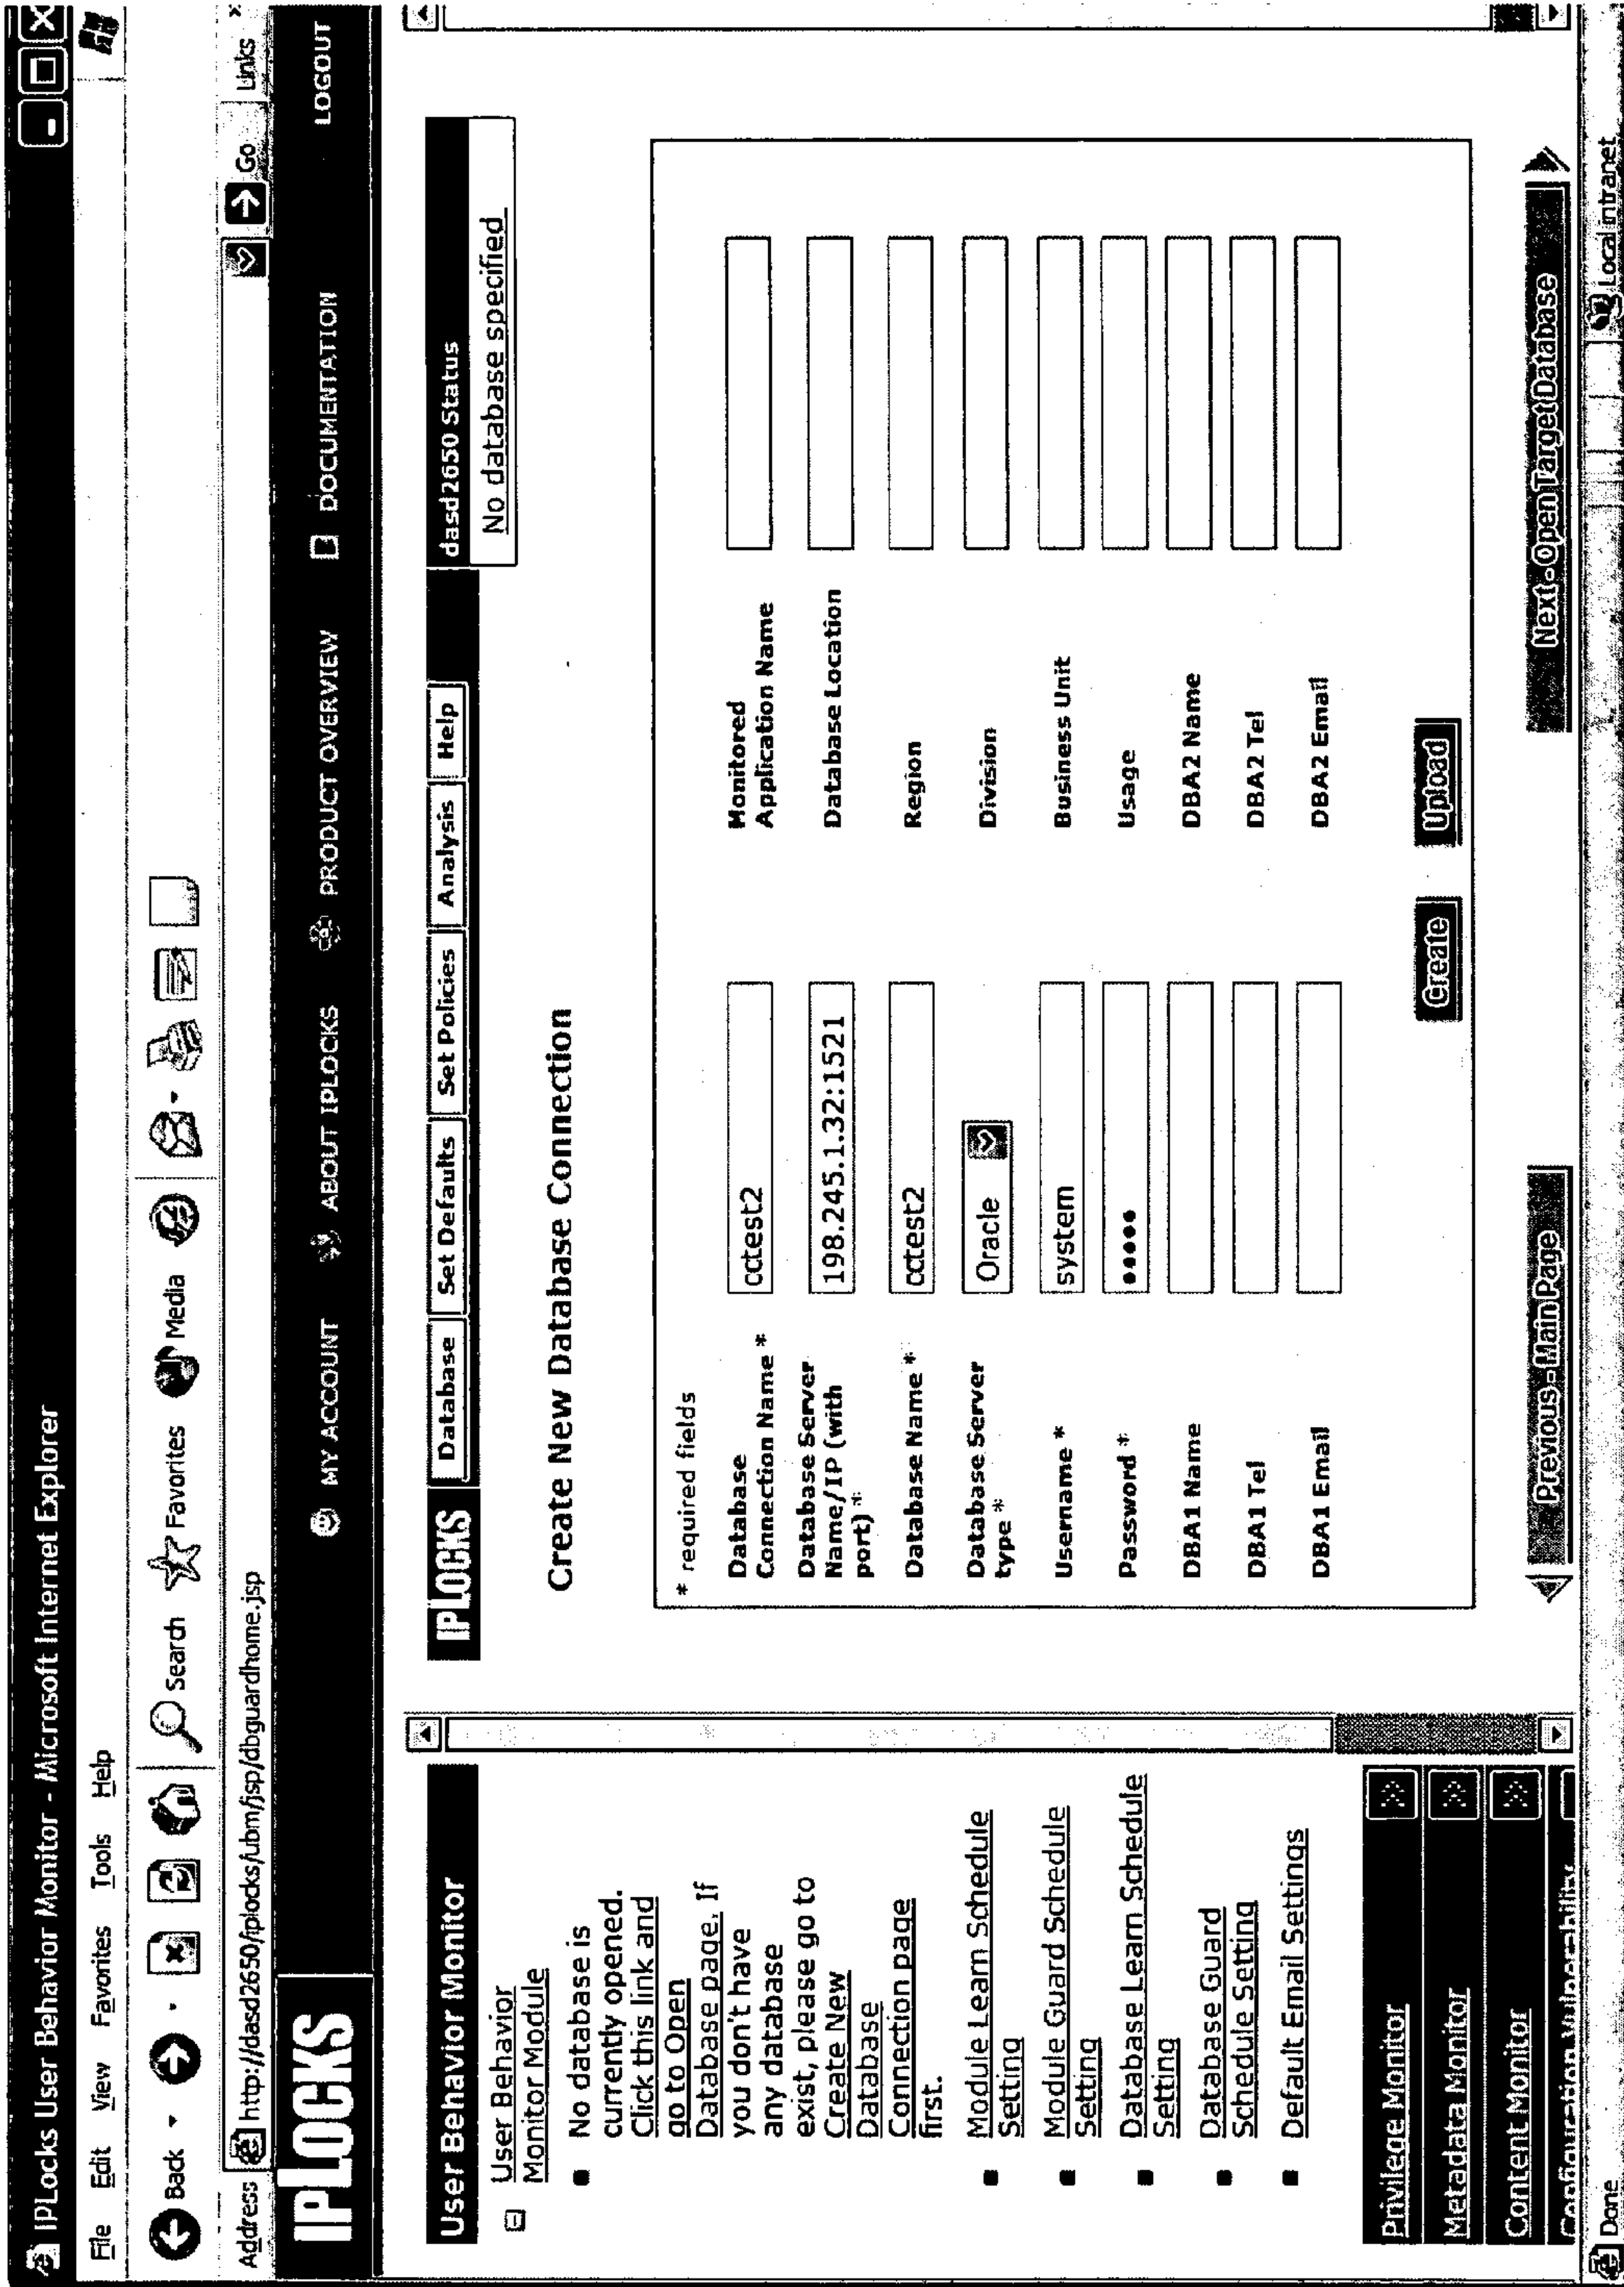 IPLocks User Behavior Monitor - Microsoft Internet Explorer
File Edit View Favorites Tools Help
Back Search Favorites Media
Address http://dasd2650/iplocks/ubm/jsp/dbguardhome.jsp Go Links »
IPLOCKS
MY ACCOUNT ABOUT IPLOCKS PRODUCT OVERVIEW DOCUMENTATION LOGOUT
User Behavior Monitor
User Behavior
Monitor Module
No database is
currently opened.
Click this link and
go to Open
Database page. If
you don't have
any database
exist, please go to
Create New
Database
Connection page
first.
Module Learn Schedule
Setting
Module Guard Schedule
Setting
Database Learn Schedule
Setting
Database Guard
Schedule Setting
Default Email Settings
Privilege Monitor
Metadata Monitor
Content Monitor
Configuration Vulnerability
IPLOCKS Database Set Defaults Set Policies Analysis Help
dasd2650 Status
No database specified
Create New Database Connection
* required fields
Database
Connection Name * cctest2
Monitored
Application Name
Database Server
Name/IP (with
port) * 198.245.1.32:1521
Database Location
Database Name * cctest2
Region
Database Server
type * Oracle
Division
Username * system
Business Unit
Password * •••••
Usage
DBA1 Name
DBA2 Name
DBA1 Tel
DBA2 Tel
DBA1 Email
DBA2 Email
Create Upload
Previous - Main Page
Next - Open Target Database
Done Local intranet